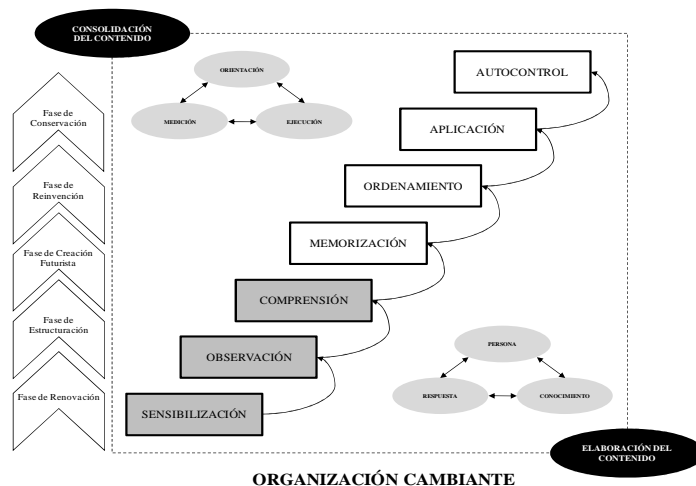 CONSOLIDACIÓN
DEL CONTENIDO
ORIENTACIÓN
MEDICIÓN
EJECUCIÓN
AUTOCONTROL
APLICACIÓN
ORDENAMIENTO
MEMORIZACIÓN
COMPRENSIÓN
OBSERVACIÓN
SENSIBILIZACIÓN
Fase de
Conservación
Fase de
Reinvención
Fase de Creación
Futurista
Fase de
Estructuración
Fase de Renovación
PERSONA
RESPUESTA
CONOCIMIENTO
ELABORACIÓN DEL
CONTENIDO
ORGANIZACIÓN CAMBIANTE